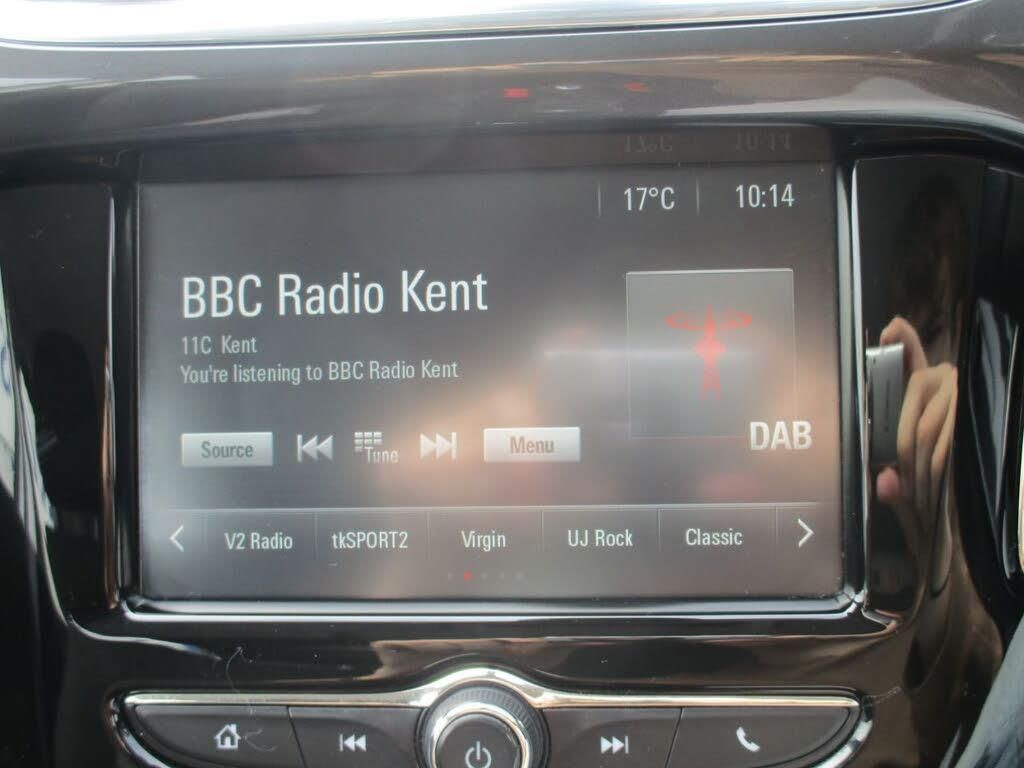 17°C 10:14
BBC Radio Kent
11C Kent
You're listening to BBC Radio Kent
Source Tune Menu
DAB
V2 Radio tkSPORT2 Virgin UJ Rock Classic